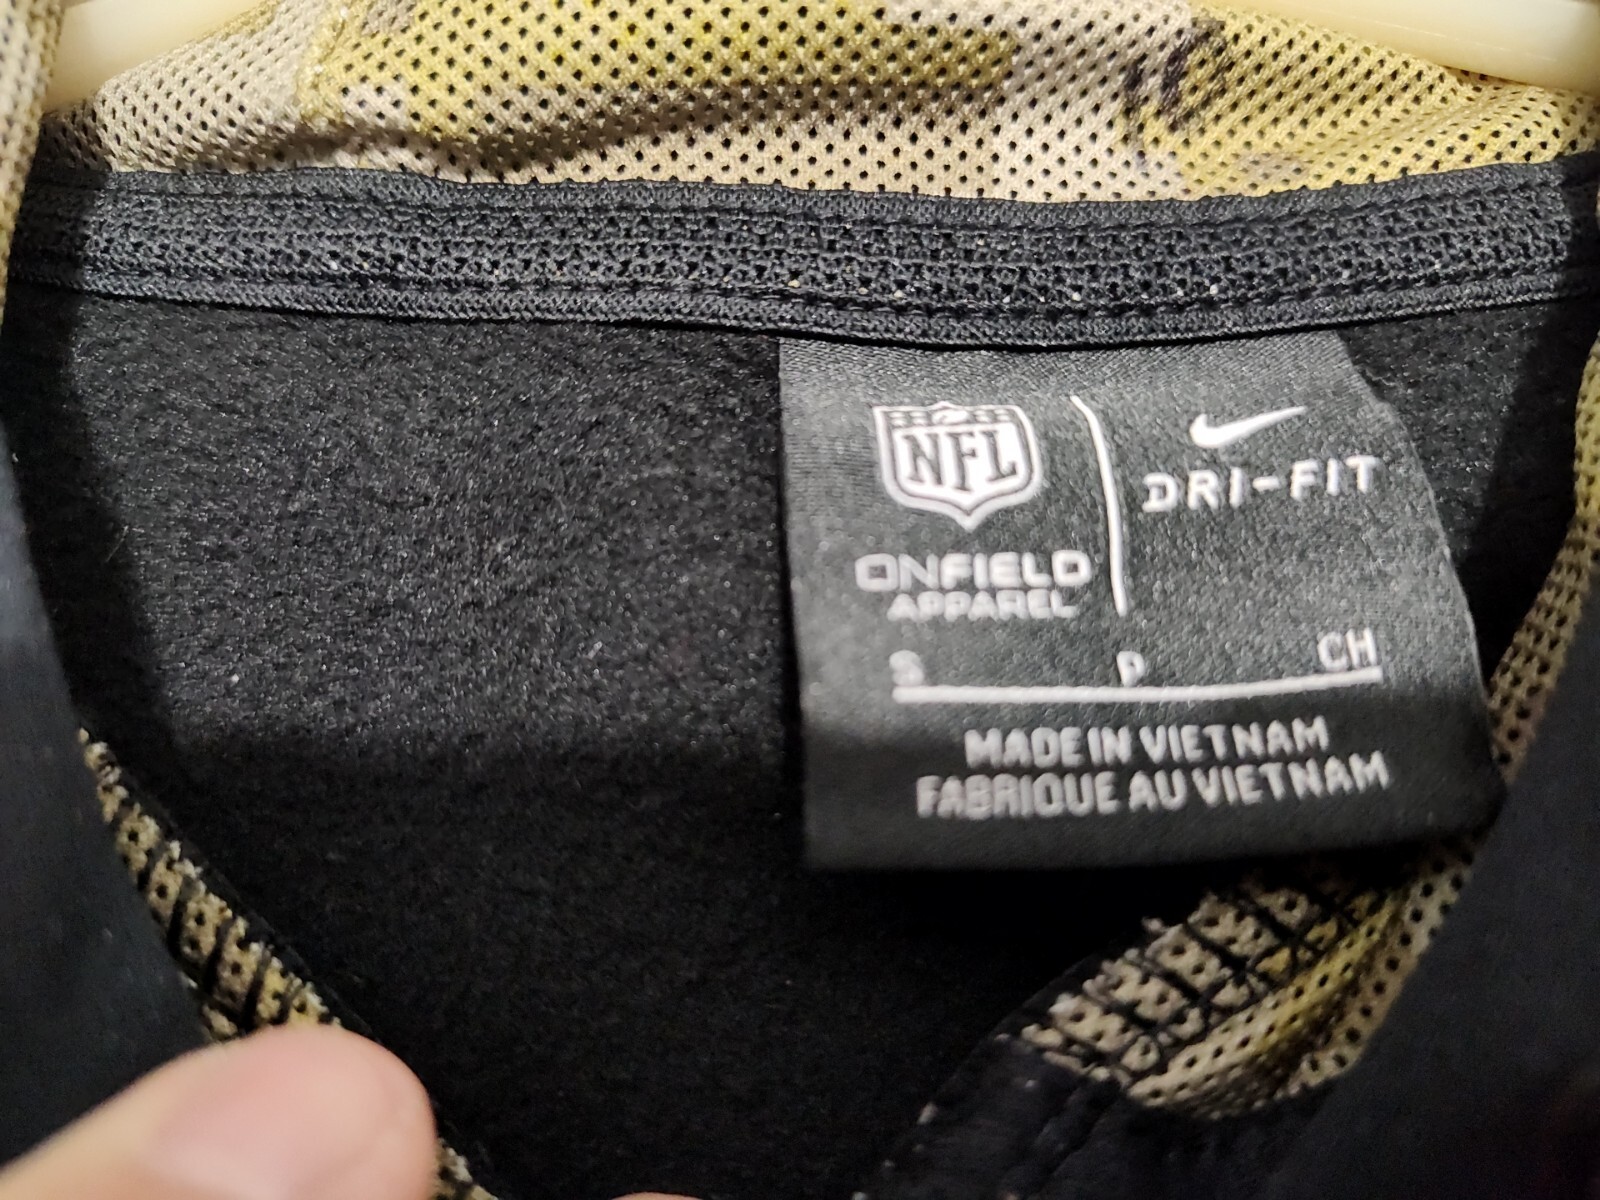 NFL
DRI-FIT
ONFIELD
APPAREL
S P CH
MADE IN VIETNAM
FABRIQUE AU VIETNAM